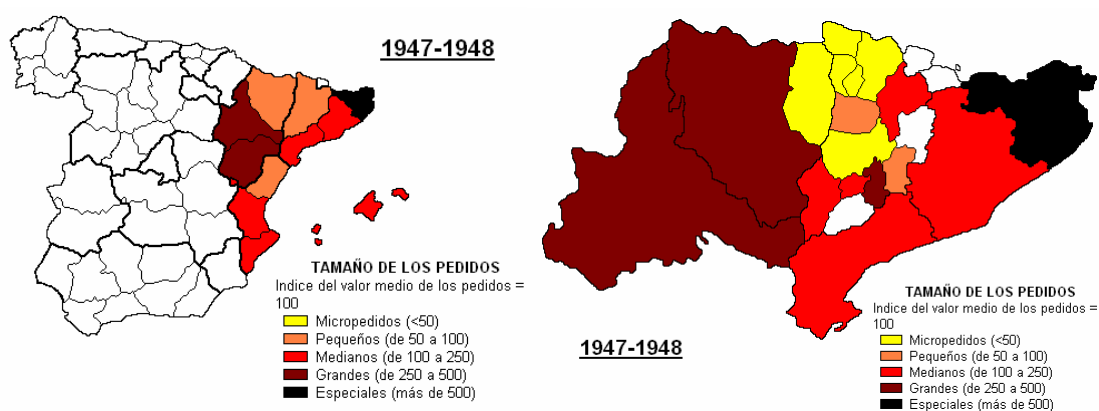 1947-1948
TAMAÑO DE LOS PEDIDOS
Indice del valor medio de los pedidos =
100
Micropedidos (<50)
Pequeños (de 50 a 100)
Medianos (de 100 a 250)
Grandes (de 250 a 500)
Especiales (más de 500)
1947-1948
TAMAÑO DE LOS PEDIDOS
Indice del valor medio de los pedidos =
100
Micropedidos (<50)
Pequeños (de 50 a 100)
Medianos (de 100 a 250)
Grandes (de 250 a 500)
Especiales (más de 500)